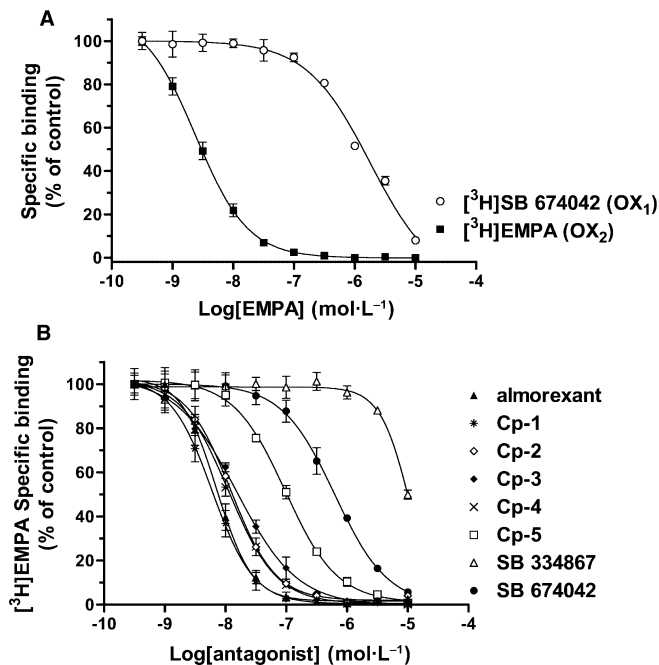 A
Specific binding
(% of control)
100
80
60
40
20
0
-10 -9 -8 -7 -6 -5 -4
Log[EMPA] (mol·L⁻¹)
[³H]SB 674042 (OX₁)
[³H]EMPA (OX₂)
B
[³H]EMPA Specific binding
(% of control)
100
80
60
40
20
0
-10 -9 -8 -7 -6 -5 -4
Log[antagonist] (mol·L⁻¹)
almorexant
Cp-1
Cp-2
Cp-3
Cp-4
Cp-5
SB 334867
SB 674042